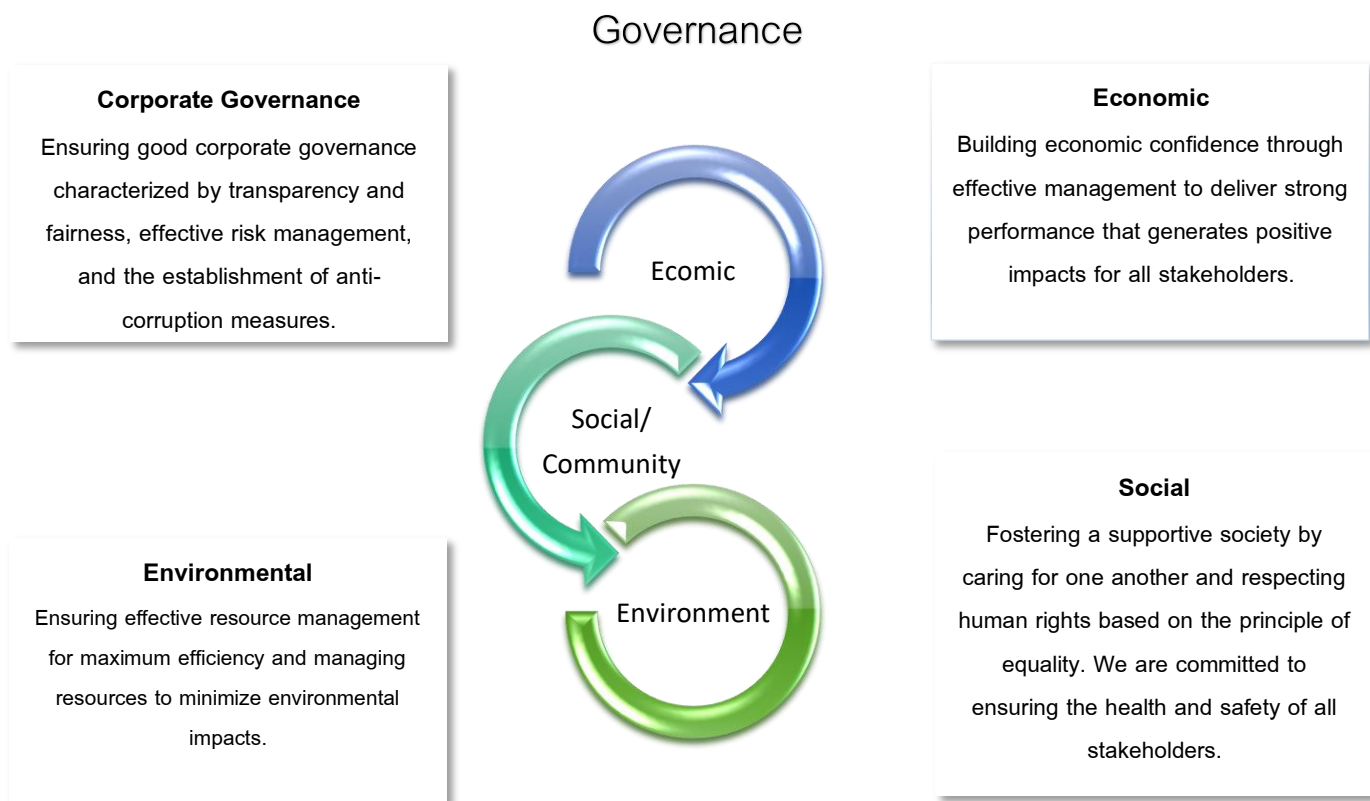 Governance
Corporate Governance
Ensuring good corporate governance
characterized by transparency and
fairness, effective risk management,
and the establishment of anti-
corruption measures.
Economic
Building economic confidence through
effective management to deliver strong
performance that generates positive
impacts for all stakeholders.
Ecomic
Social/
Community
Environment
Environmental
Ensuring effective resource management
for maximum efficiency and managing
resources to minimize environmental
impacts.
Social
Fostering a supportive society by
caring for one another and respecting
human rights based on the principle of
equality. We are committed to
ensuring the health and safety of all
stakeholders.